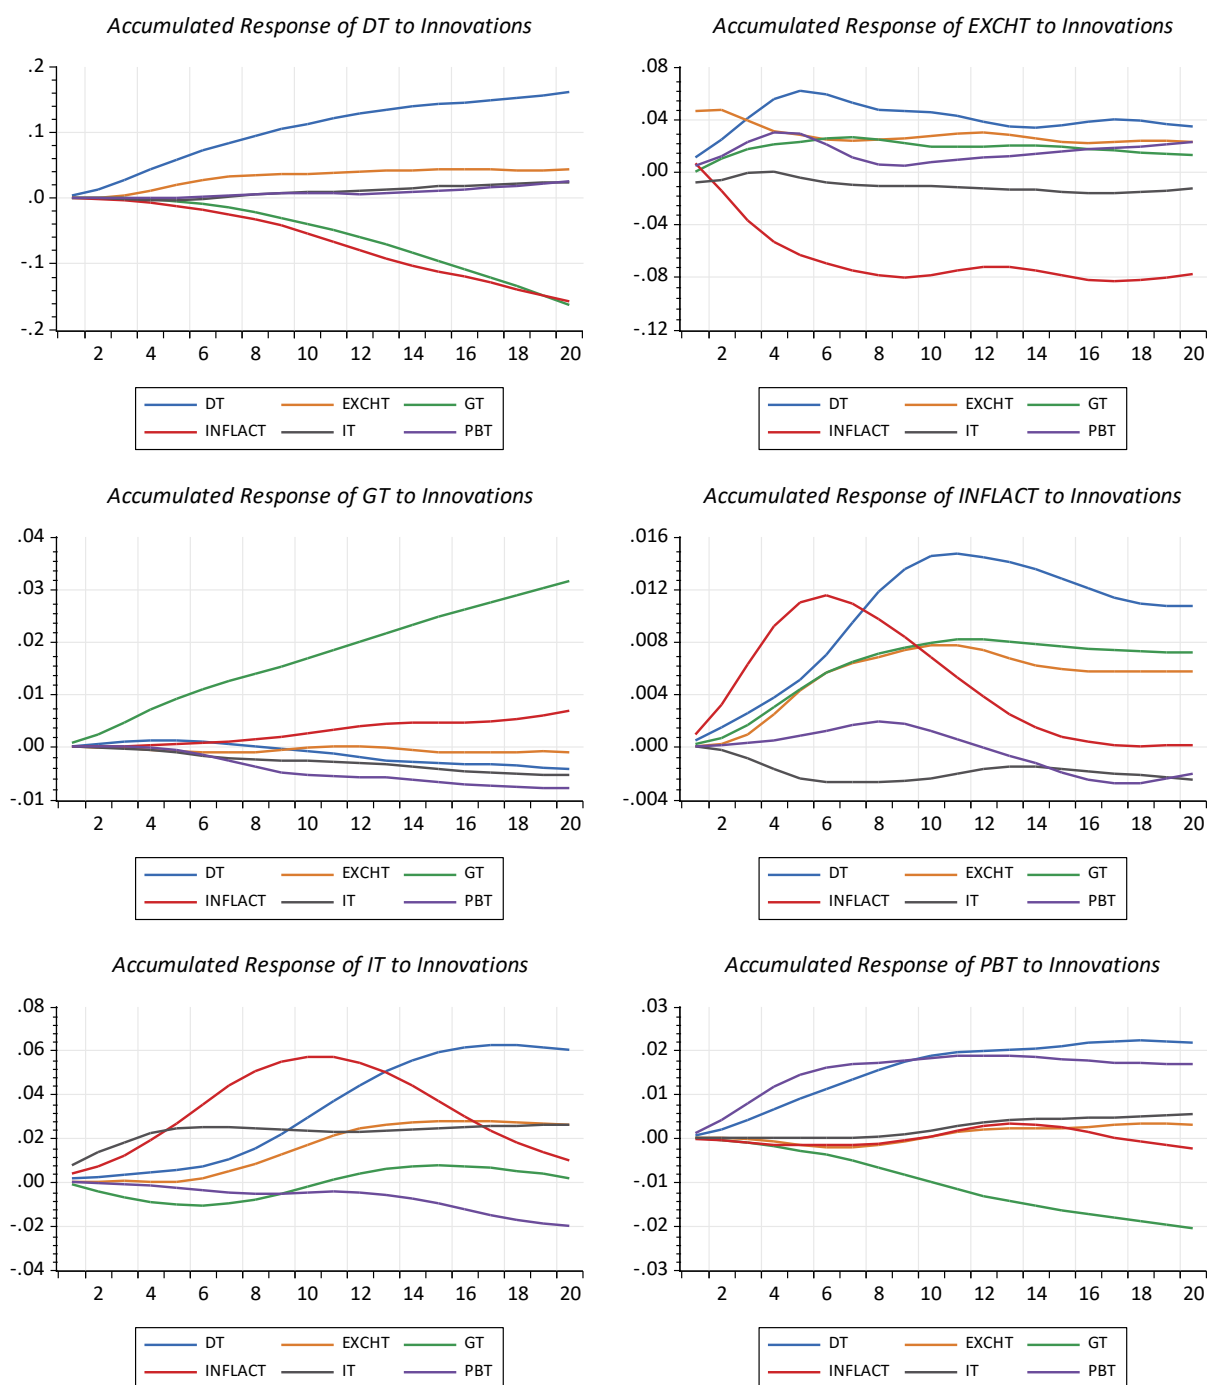 Accumulated Response of DT to Innovations
.2
.1
.0
-.1
-.2
2 4 6 8 10 12 14 16 18 20
DT EXCHT GT
INFLACT IT PBT
Accumulated Response of EXCHT to Innovations
.08
.04
.00
-.04
-.08
-.12
2 4 6 8 10 12 14 16 18 20
DT EXCHT GT
INFLACT IT PBT
Accumulated Response of GT to Innovations
.04
.03
.02
.01
.00
-.01
2 4 6 8 10 12 14 16 18 20
DT EXCHT GT
INFLACT IT PBT
Accumulated Response of INFLACT to Innovations
.016
.012
.008
.004
.000
-.004
2 4 6 8 10 12 14 16 18 20
DT EXCHT GT
INFLACT IT PBT
Accumulated Response of IT to Innovations
.08
.06
.04
.02
.00
-.02
-.04
2 4 6 8 10 12 14 16 18 20
DT EXCHT GT
INFLACT IT PBT
Accumulated Response of PBT to Innovations
.03
.02
.01
.00
-.01
-.02
-.03
2 4 6 8 10 12 14 16 18 20
DT EXCHT GT
INFLACT IT PBT